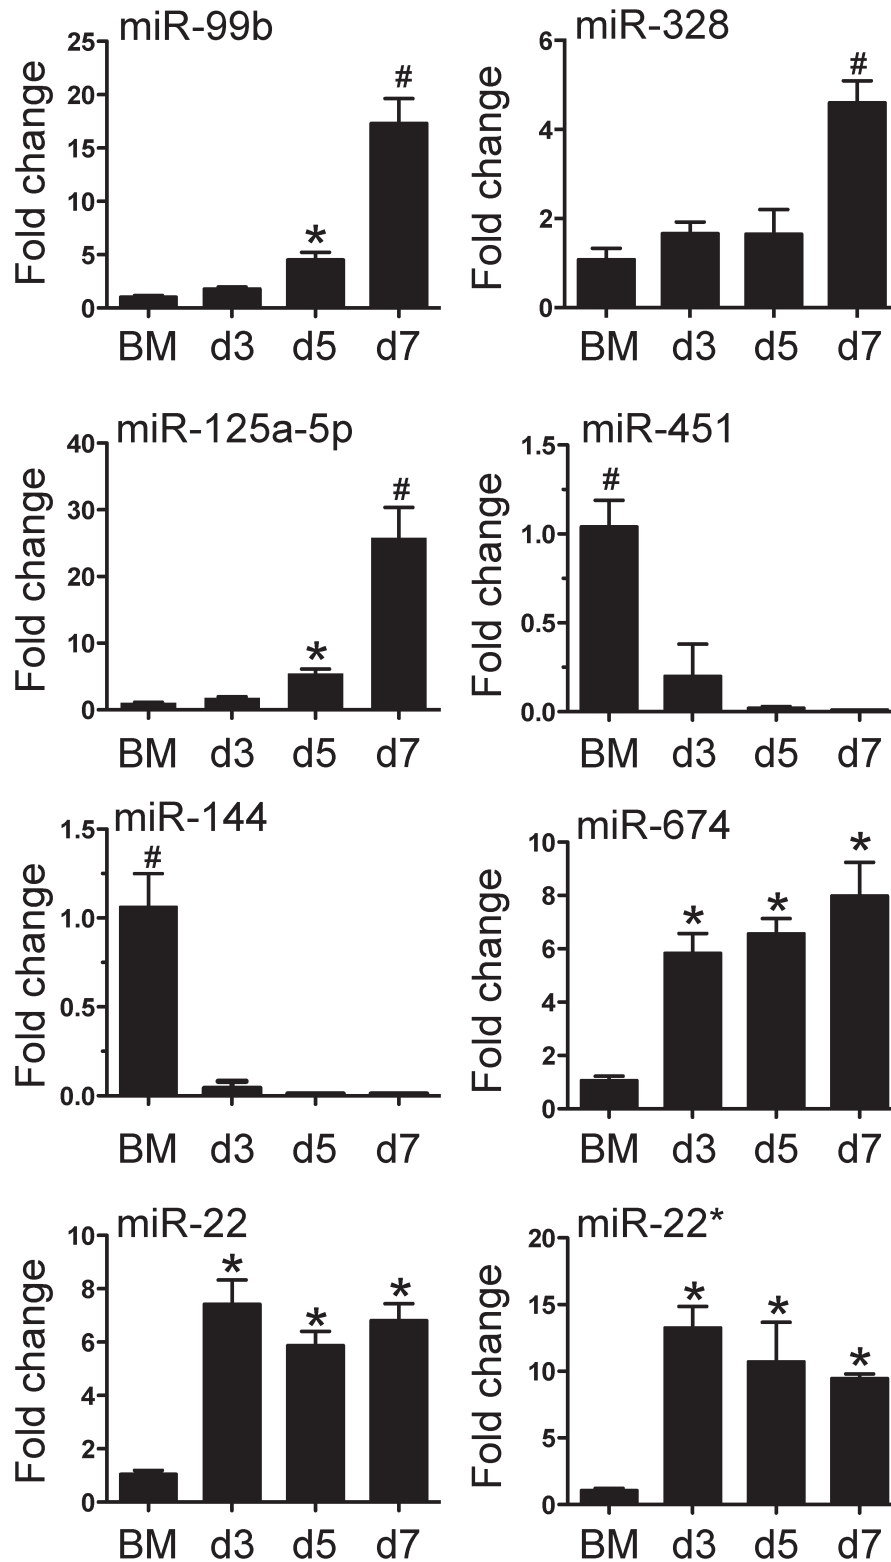 miR-99b
25
20
15
10
5
0
Fold change
*
#
BM d3 d5 d7
miR-328
6
4
2
0
Fold change
#
BM d3 d5 d7
miR-125a-5p
40
30
20
10
0
Fold change
*
#
BM d3 d5 d7
miR-451
1.5
1.0
0.5
0.0
Fold change
#
BM d3 d5 d7
miR-144
1.5
1.0
0.5
0.0
Fold change
#
BM d3 d5 d7
miR-674
10
8
6
4
2
0
Fold change
* * *
BM d3 d5 d7
miR-22
10
8
6
4
2
0
Fold change
* * *
BM d3 d5 d7
miR-22*
20
15
10
5
0
Fold change
* * *
BM d3 d5 d7